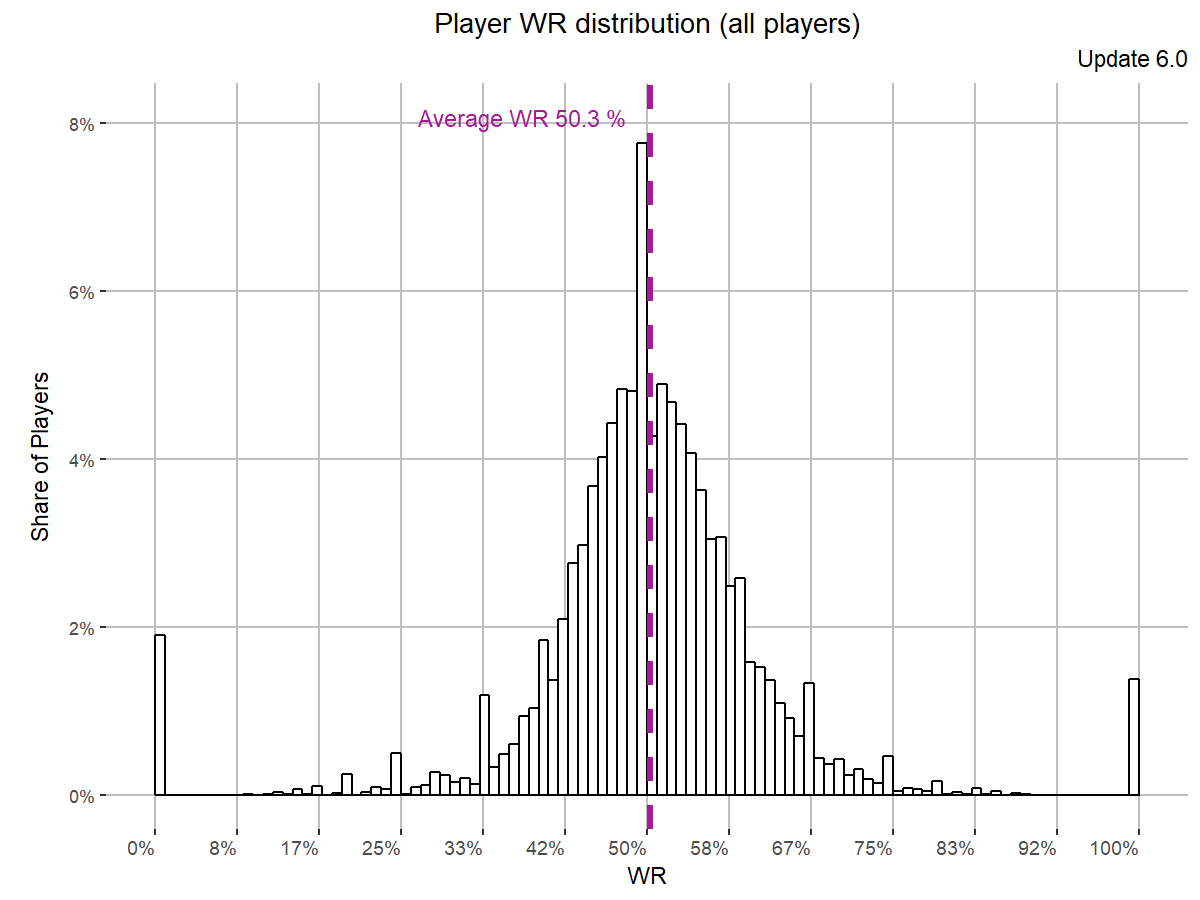 Player WR distribution (all players)
Update 6.0
Average WR 50.3 %
8%
6%
4%
2%
0%
Share of Players
0% 8% 17% 25% 33% 42% 50% 58% 67% 75% 83% 92% 100%
WR